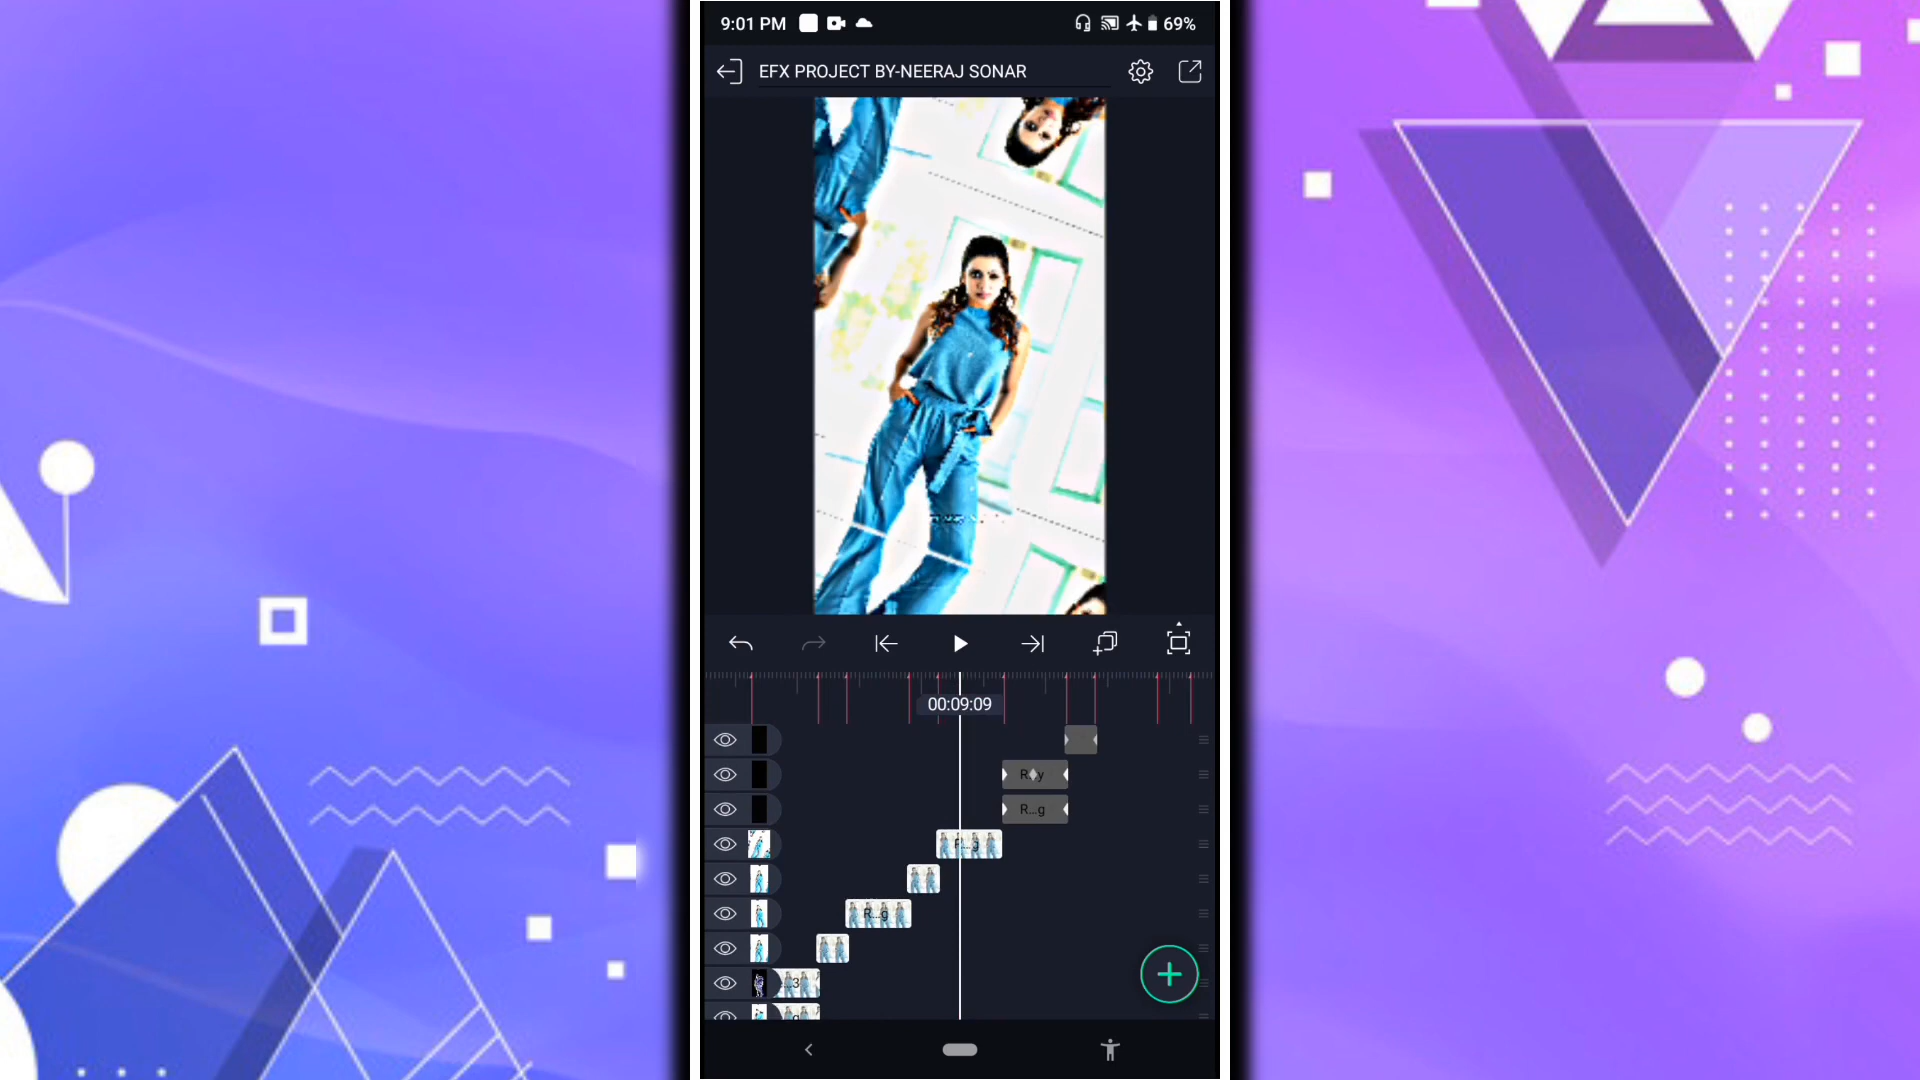 9:01 PM
69%
EFX PROJECT BY-NEERAJ SONAR
00:09:09
R...y
R...g
R...g
...3